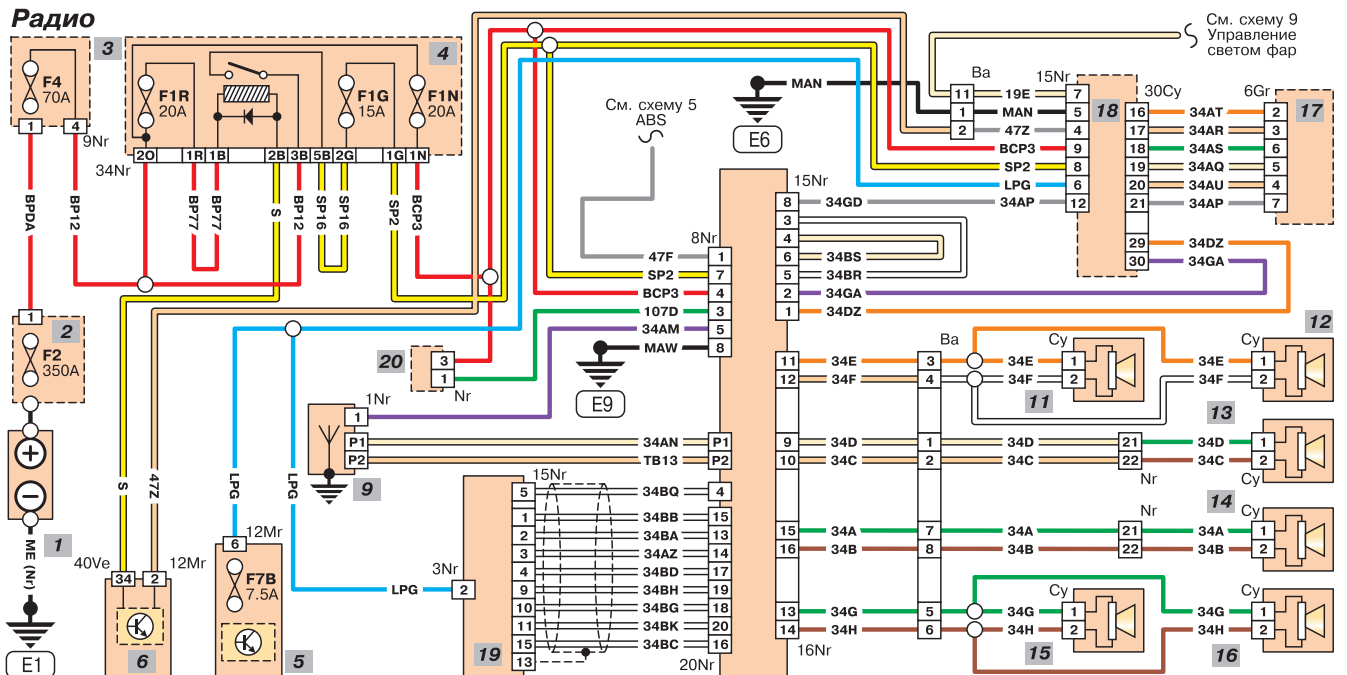 Радио
3
4
F4
70A
1
4
9Nr
F1R
20A
F1G
15A
F1N
20A
2O
1R
1B
2B
3B
5B
2G
1G
1N
34Nr
BPDA
BP12
BP77
BP77
S
BP12
SP16
SP16
SP2
BCP3
1
2
F2
350A
+
−
ME (Nr)
1
E1
S
47Z
LPG
LPG
40Ve
34
2
12Mr
6
6
12Mr
F7B
7.5A
5
См. схему 5
ABS
MAN
E6
См. схему 9
Управление
светом фар
Ba
11
1
2
19E
MAN
47Z
BCP3
SP2
LPG
34AP
15Nr
7
5
4
9
8
6
12
18
30Cy
16
17
18
19
20
21
29
30
34AT
34AR
34AS
34AQ
34AU
34AP
34DZ
34GA
6Gr
2
3
6
5
4
7
17
8Nr
47F
SP2
BCP3
107D
34AM
MAW
1
7
4
3
5
8
E9
20
3
1
Nr
1Nr
1
P1
P2
9
34AN
TB13
P1
P2
15Nr
8
3
4
6
5
2
1
34GD
34BS
34BR
34GA
34DZ
11
12
34E
34F
Ba
3
4
34E
34F
Cy
1
2
11
34E
34F
Cy
1
2
12
9
10
34D
34C
1
2
34D
34C
21
22
Nr
34D
34C
1
2
Cy
13
15
16
34A
34B
7
8
34A
34B
Nr
21
22
34A
34B
Cy
1
2
14
13
14
16Nr
34G
34H
5
6
34G
34H
Cy
1
2
15
34G
34H
Cy
1
2
16
3Nr
LPG
2
19
15Nr
5
1
2
3
4
9
10
11
15
13
34BQ
34BB
34BA
34AZ
34BD
34BH
34BG
34BK
34BC
4
15
13
14
17
19
18
20
16
20Nr